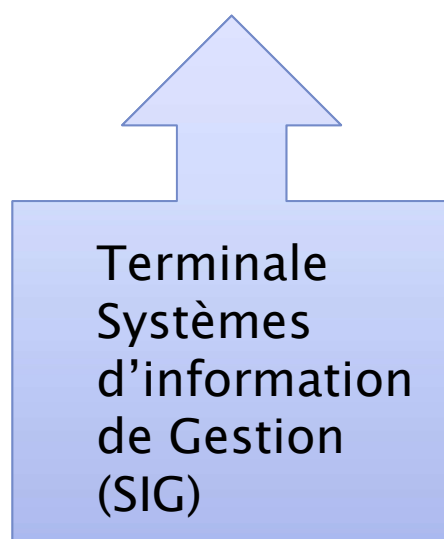 Terminale
Systèmes
d’information
de Gestion
(SIG)